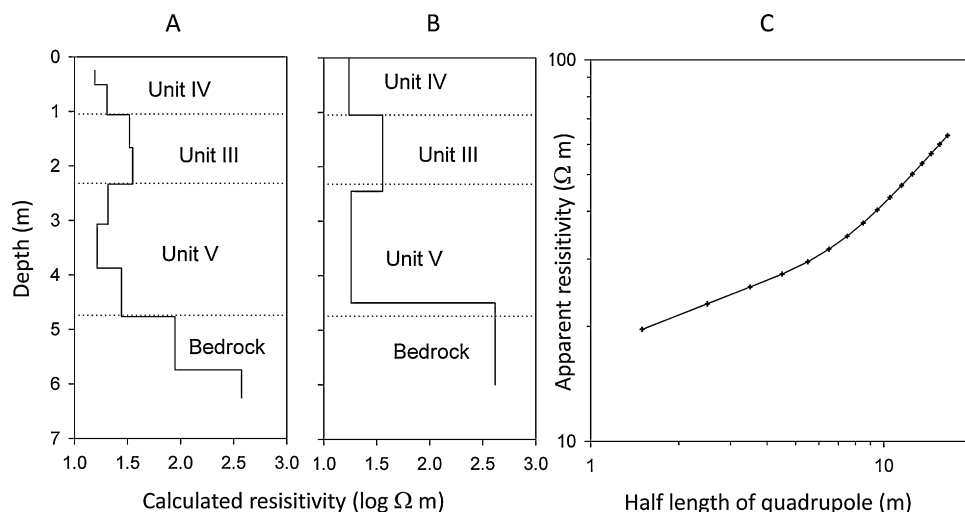 A
B
C
0
1
2
3
4
5
6
7
Depth (m)
Unit IV
Unit III
Unit V
Bedrock
1.0 1.5 2.0 2.5 3.0
Unit IV
Unit III
Unit V
Bedrock
1.0 1.5 2.0 2.5 3.0
Calculated resisitivity (log Ω m)
100
10
Apparent resisitivity (Ω m)
1 10
Half length of quadrupole (m)